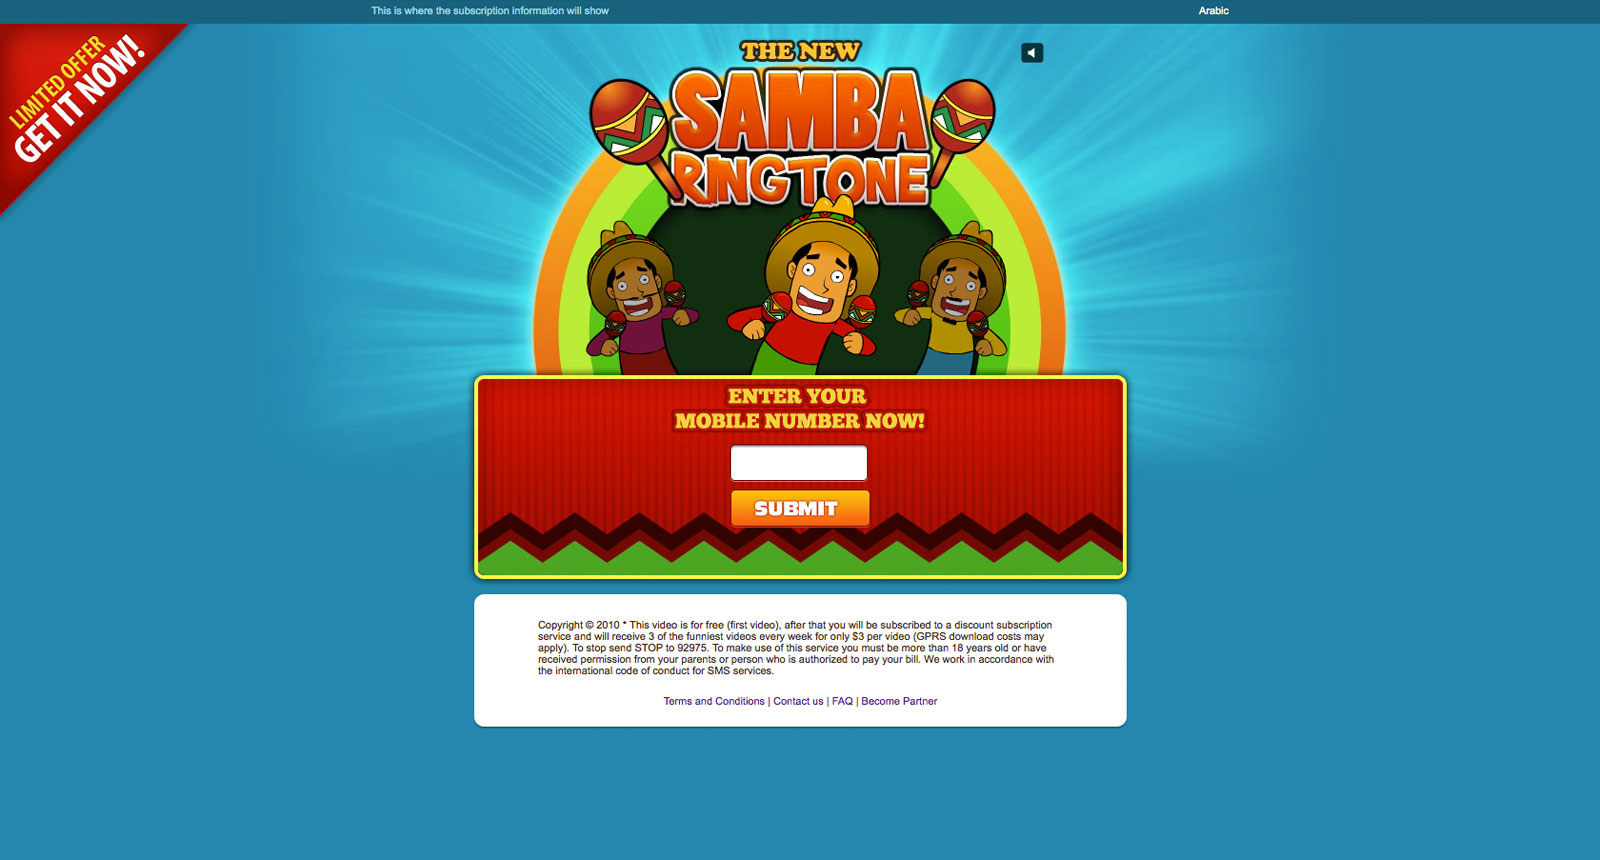 This is where the subscription information will show
Arabic
LIMITED OFFER
GET IT NOW!
THE NEW
SAMBA
RINGTONE
ENTER YOUR
MOBILE NUMBER NOW!
SUBMIT
Copyright © 2010 * This video is for free (first video), after that you will be subscribed to a discount subscription
service and will receive 3 of the funniest videos every week for only $3 per video (GPRS download costs may
apply). To stop send STOP to 92975. To make use of this service you must be more than 18 years old or have
received permission from your parents or person who is authorized to pay your bill. We work in accordance with
the international code of conduct for SMS services.
Terms and Conditions | Contact us | FAQ | Become Partner